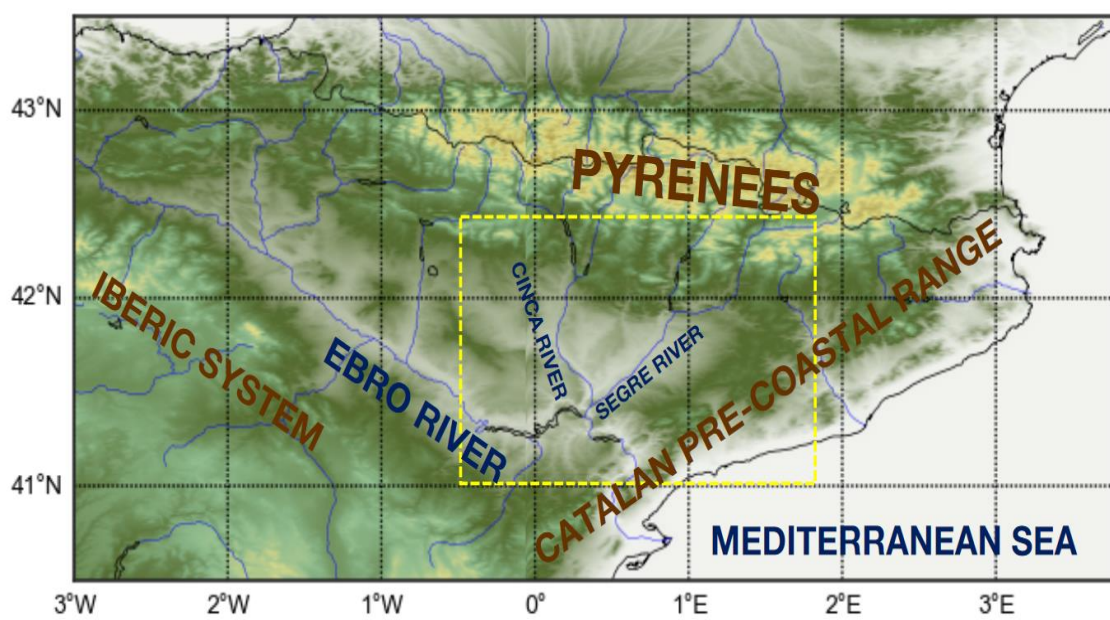 43°N
42°N
41°N
PYRENEES
IBERIC SYSTEM
EBRO RIVER
CINCA RIVER
SEGRE RIVER
CATALAN PRE-COASTAL RANGE
MEDITERRANEAN SEA
3°W 2°W 1°W 0° 1°E 2°E 3°E